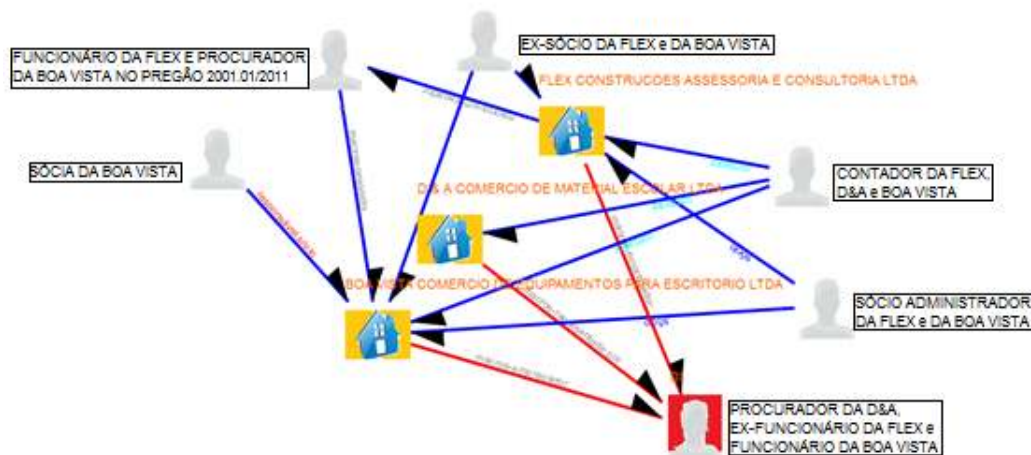 FUNCIONÁRIO DA FLEX E PROCURADOR
DA BOA VISTA NO PREGÃO 2001.01/2011
EX-SÓCIO DA FLEX e DA BOA VISTA
FLEX CONSTRUCOES ASSESSORIA E CONSULTORIA LTDA
SÓCIA DA BOA VISTA
CONTADOR DA FLEX,
D&A e BOA VISTA
D & A COMERCIO DE MATERIAL ESCOLAR LTDA
BOA VISTA COMERCIO DE EQUIPAMENTOS PARA ESCRITORIO LTDA
SÓCIO ADMINISTRADOR
DA FLEX e DA BOA VISTA
PROCURADOR DA D&A,
EX-FUNCIONÁRIO DA FLEX e
FUNCIONÁRIO DA BOA VISTA